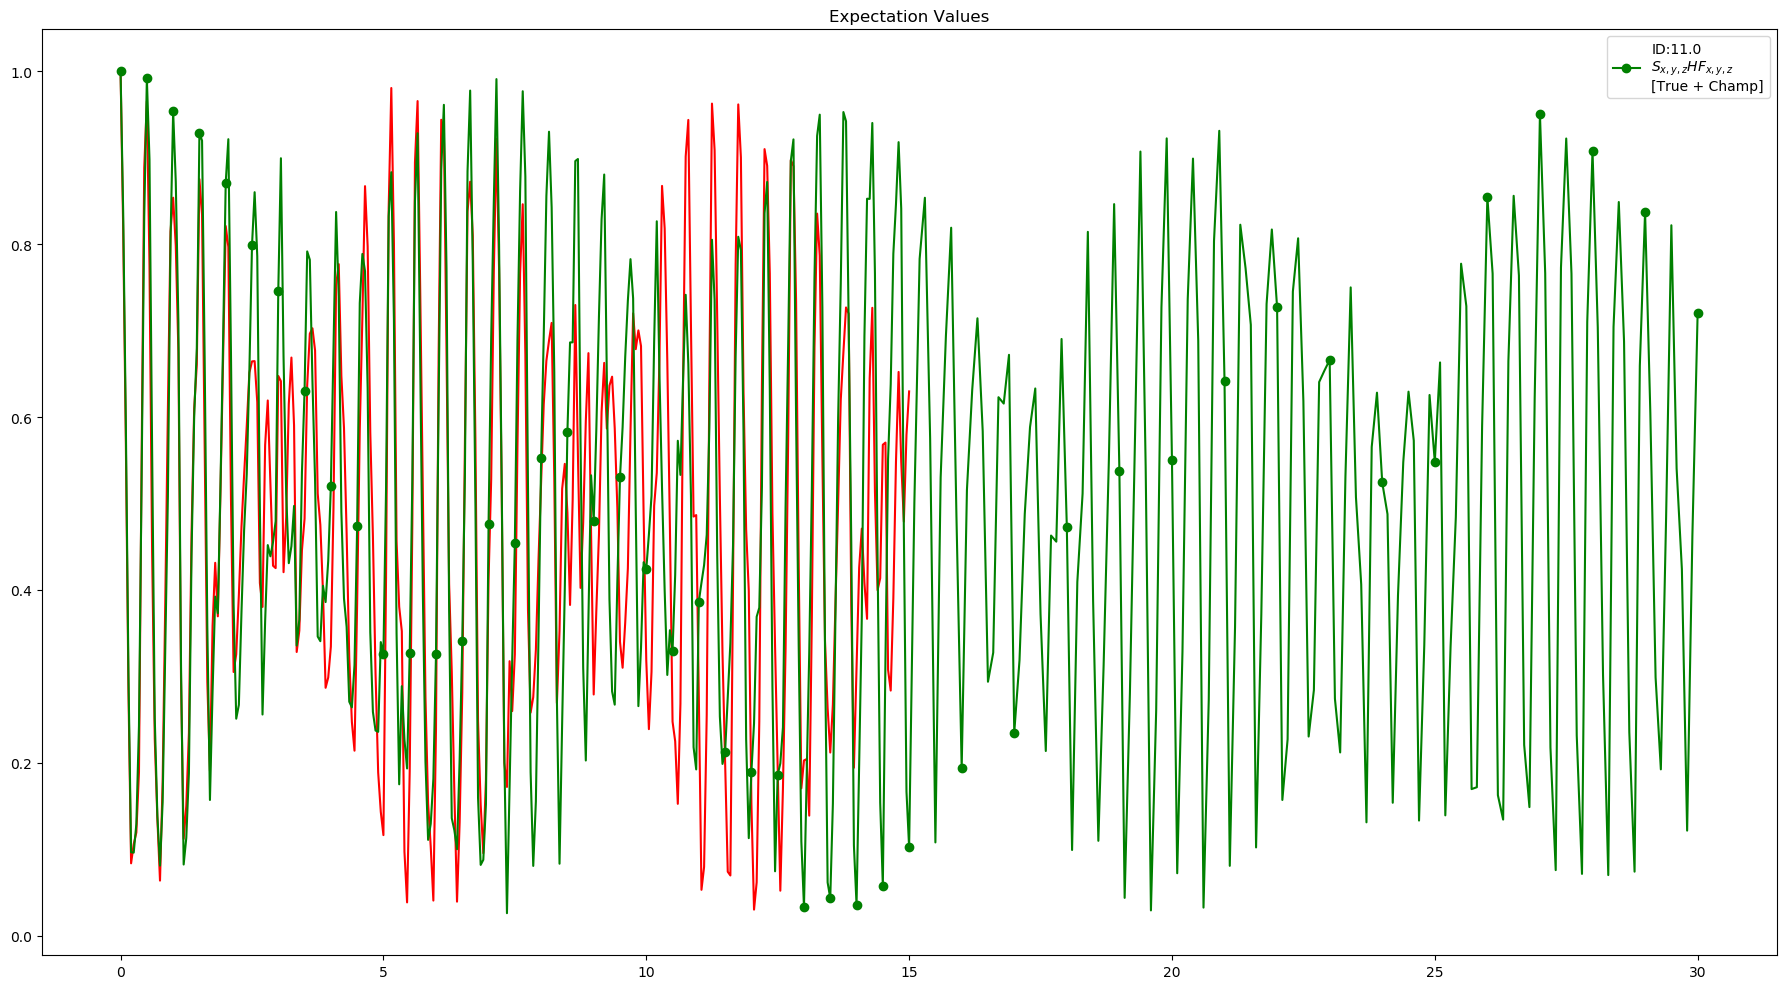 Expectation Values
ID:11.0
S_{x,y,z}HF_{x,y,z}
[True + Champ]
1.0
0.8
0.6
0.4
0.2
0.0
0 5 10 15 20 25 30